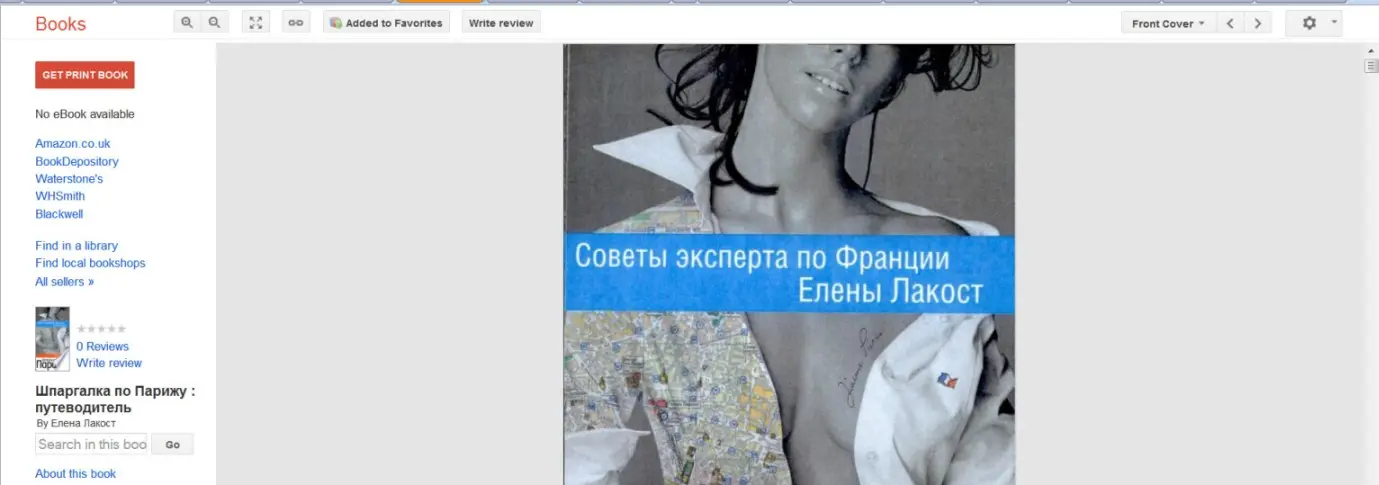 Books
Added to Favorites
Write review
Front Cover
GET PRINT BOOK
No eBook available
Amazon.co.uk
BookDepository
Waterstone's
WHSmith
Blackwell
Find in a library
Find local bookshops
All sellers »
0 Reviews
Write review
Шпаргалка по Парижу :
путеводитель
By Елена Лакост
Search in this boo
Go
About this book
Советы эксперта по Франции
Елены Лакост